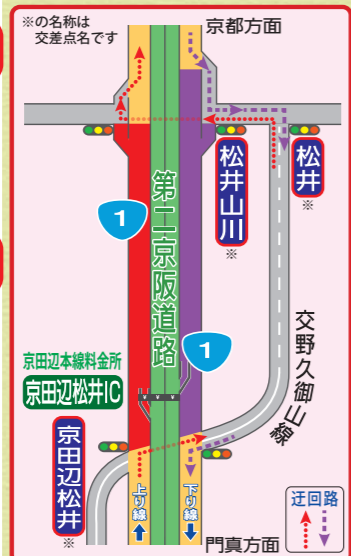 ※の名称は
交差点名です
京都方面
松井山川
※
松井
※
1
第二京阪道路
1
京田辺本線料金所
京田辺松井IC
¥ ¥ ¥
交野久御山線
京田辺松井
※
上り線
下り線
迂回路
門真方面